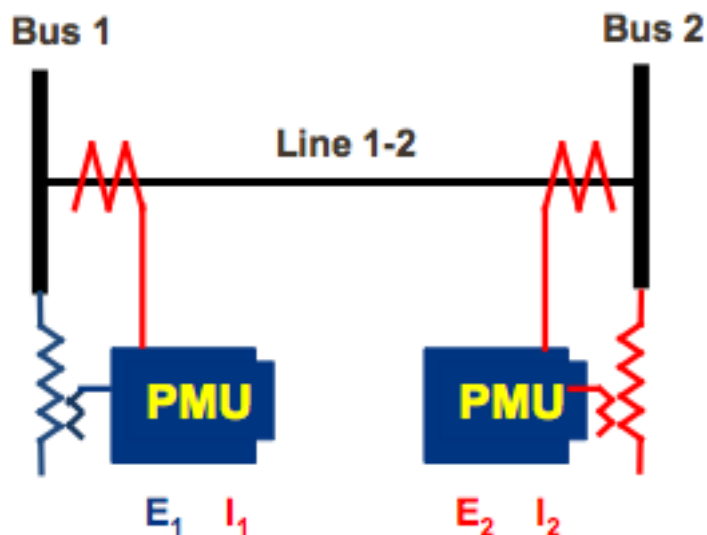 Bus 1
Bus 2
Line 1-2
PMU
PMU
E₁ I₁
E₂ I₂